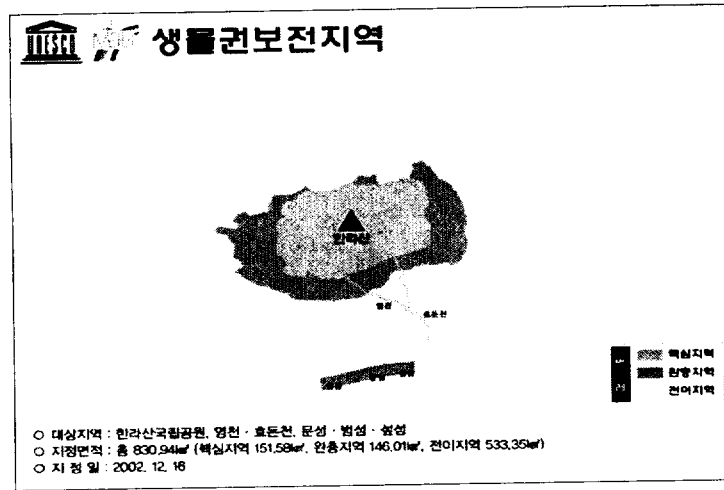 UNESCO
생물권보전지역
한라산
영천
효돈천
범례
핵심지역
완충지역
전이지역
○ 대상지역 : 한라산국립공원, 영천 · 효돈천, 문섬 · 범섬 · 섶섬
○ 지정면적 : 총 830.94㎢ (핵심지역 151.58㎢, 완충지역 146.01㎢, 전이지역 533.35㎢)
○ 지 정 일 : 2002. 12. 16